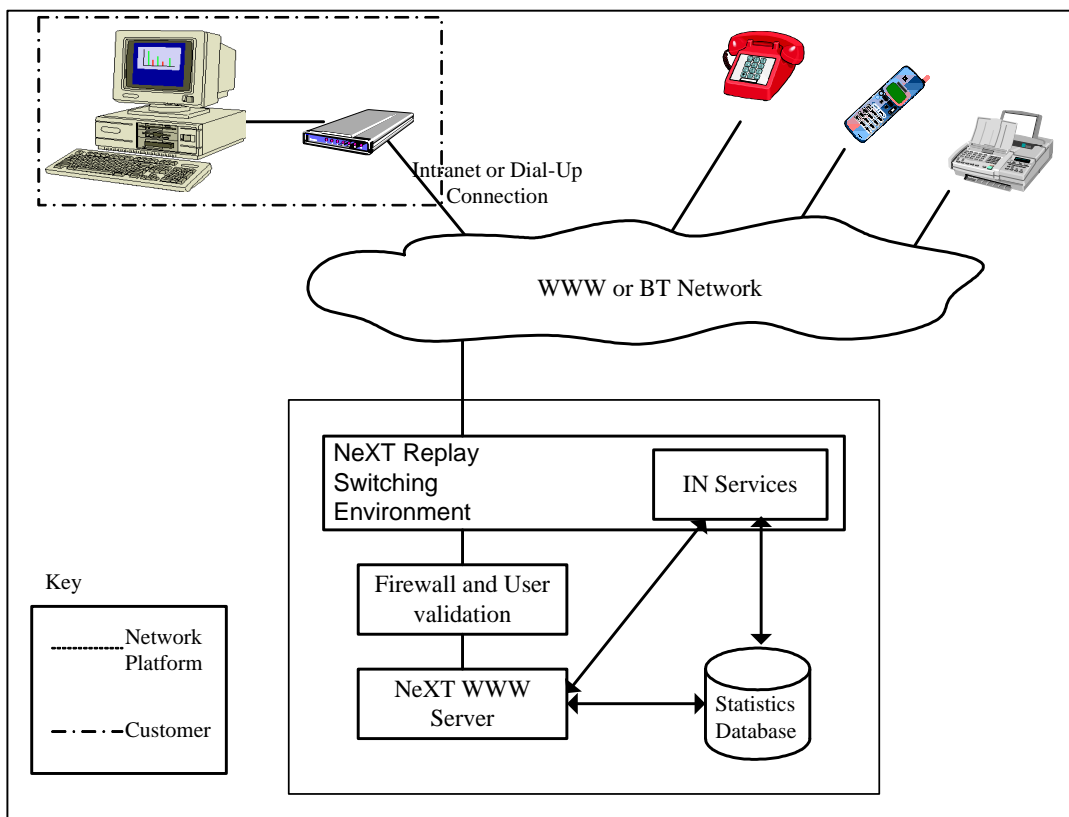 Intranet or Dial-Up
Connection
WWW or BT Network
NeXT Replay
Switching
Environment
IN Services
Firewall and User
validation
NeXT WWW
Server
Statistics
Database
Key
Network
Platform
Customer